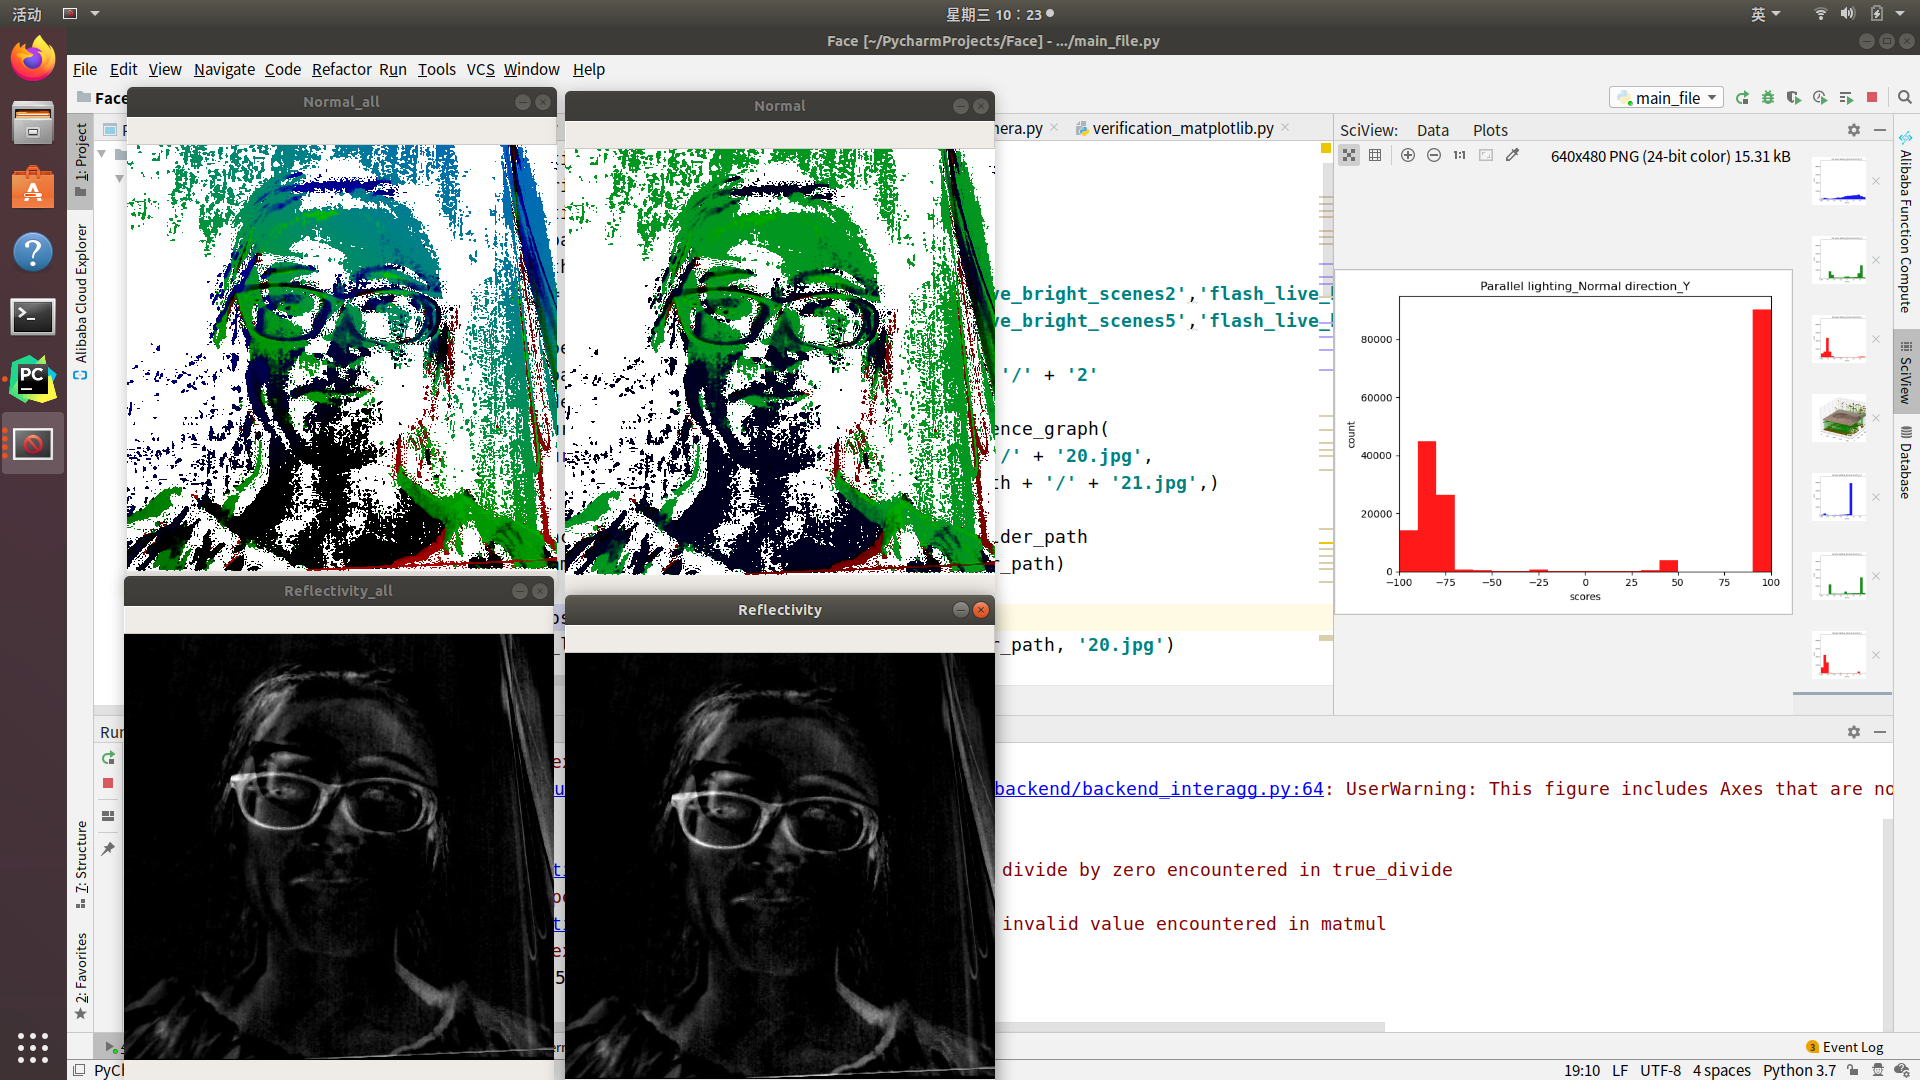 活动
星期三 10：23
英
Face [~/PycharmProjects/Face] - .../main_file.py
File Edit View Navigate Code Refactor Run Tools VCS Window Help
Face
main_file
Normal_all
Normal
verification_matplotlib.py
SciView: Data Plots
640x480 PNG (24-bit color) 15.31 kB
1: Project
Alibaba Cloud Explorer
7: Structure
2: Favorites
Alibaba Function Compute
SciView
Database
've_bright_scenes2','flash_live_
've_bright_scenes5','flash_live_
'/' + '2'
ence_graph(
'/' + '20.jpg',
th + '/' + '21.jpg',)
lder_path
r_path)
r_path, '20.jpg')
Parallel lighting_Normal direction_Y
count
80000
60000
40000
20000
0
−100 −75 −50 −25 0 25 50 75 100
scores
Reflectivity_all
Reflectivity
Run
backend/backend_interagg.py:64: UserWarning: This figure includes Axes that are no
divide by zero encountered in true_divide
invalid value encountered in matmul
3 Event Log
19:10 LF UTF-8 4 spaces Python 3.7